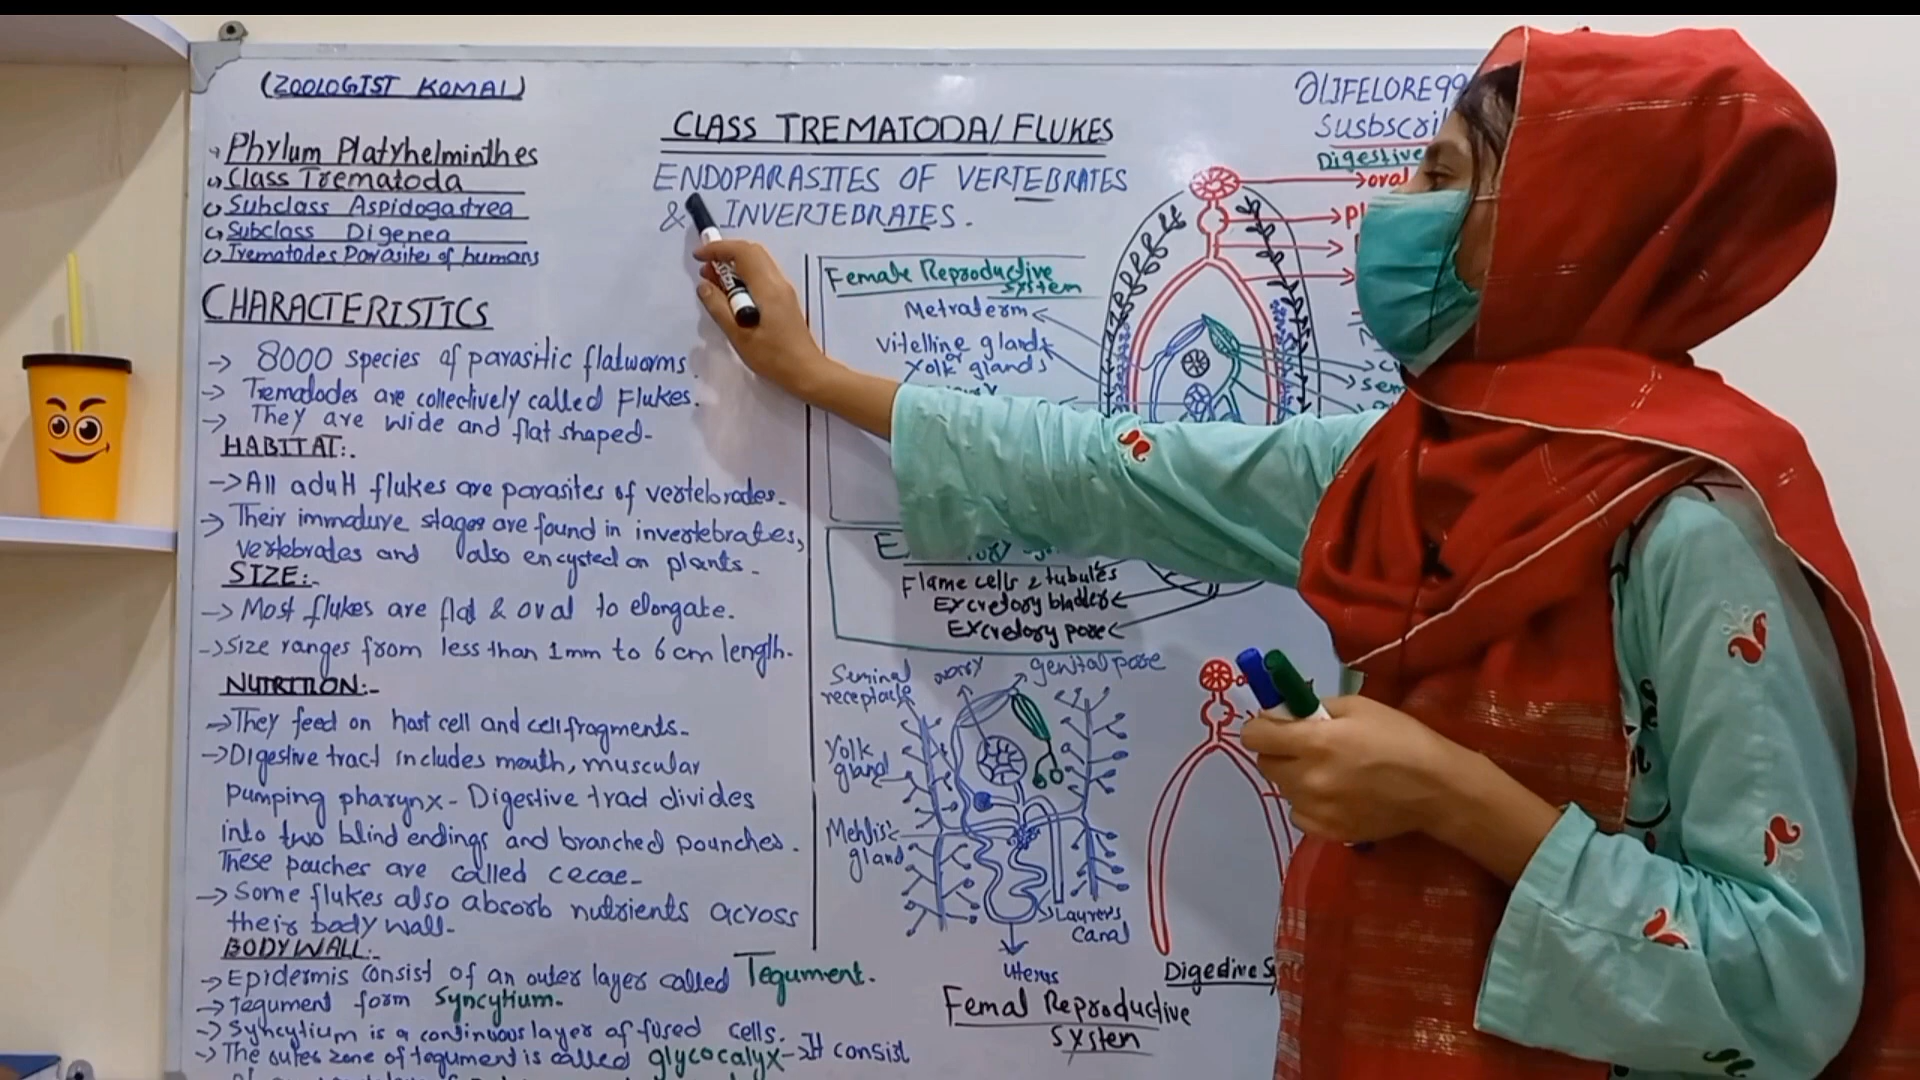 (ZOOLOGIST KOMAL)
Phylum Platyhelminthes
Class Trematoda
Subclass Aspidogastrea
Subclass Digenea
Trematodes Parasites of humans
CLASS TREMATODA/FLUKES
ENDOPARASITES OF VERTEBRATES
& INVERTEBRATES.
@LIFELORE99
Digestive
oral
CHARACTERISTICS
→ 8000 species of parasitic flatworms.
→ Trematodes are collectively called Flukes.
→ They are wide and flat shaped-
HABITAT:.
→ All adult flukes are parasites of vertebrates.
→ Their immature stages are found in invertebrates,
vertebrates and also encysted on plants-
SIZE:-
→ Most flukes are flat & oval to elongate.
→ Size ranges from less than 1mm to 6 cm length.
NUTRITION:-
→ They feed on host cell and cell fragments-
→ Digestive tract includes mouth, muscular
pumping pharynx- Digestive trad divides
into two blind endings and branched pounches.
These pouches are called cecae-
→ Some flukes also absorb nutrients across
their body wall-
BODY WALL:-
→ Epidermis consist of an outer layer called Tegument.
→ Tegument form Syncytium-
→ Syncytium is a continuous layer of fused cells.
→ The outer zone of tegument is called glycocalyx → It consist
Female Reproductive
System
Metraterm
Vitelline glands
or
Yolk glands
Flame cells & tubules
Excretory bladder
Excretory pore
Seminal
receptacle
ovary
genital pore
Yolk
gland
Mehlis's
gland
Laurer's
Canal
Uterus
Femal Reproductive
System